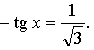 − tg x = 1/√3.